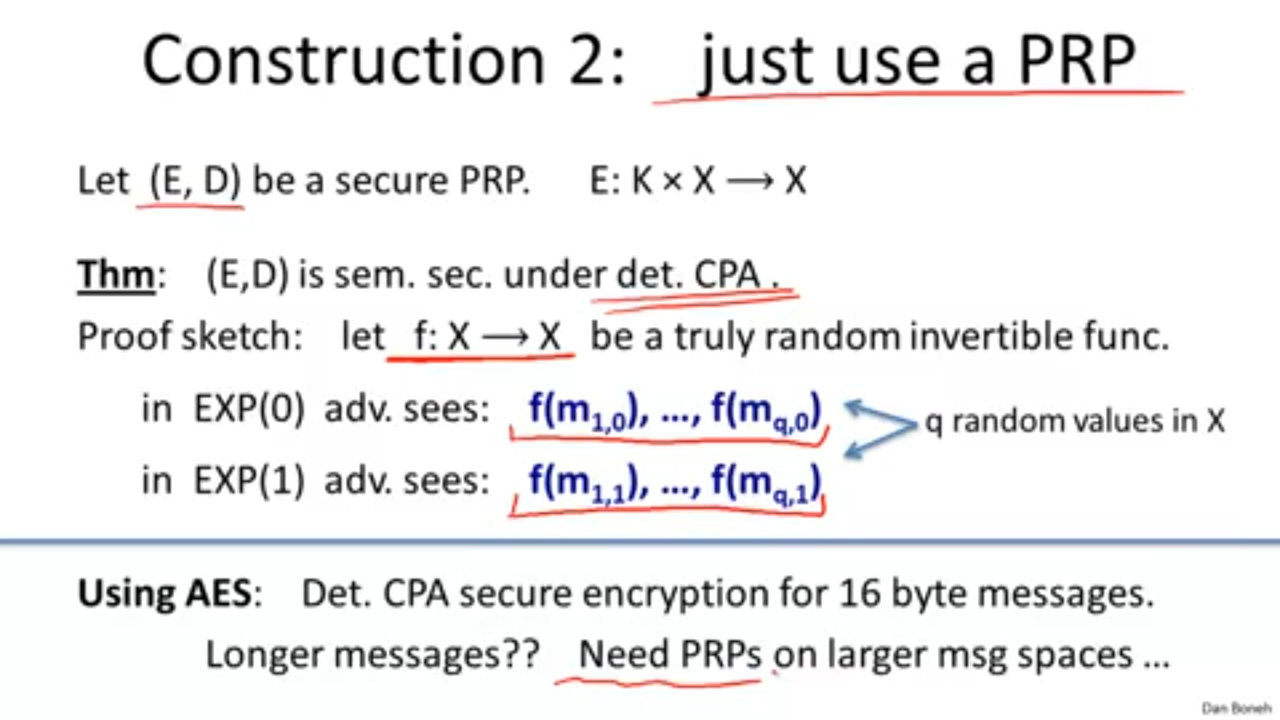 Construction 2: just use a PRP
Let (E, D) be a secure PRP. E: K × X ⟶ X
Thm: (E,D) is sem. sec. under det. CPA .
Proof sketch: let f: X ⟶ X be a truly random invertible func.
in EXP(0) adv. sees: f(m1,0), ..., f(mq,0)
q random values in X
in EXP(1) adv. sees: f(m1,1), ..., f(mq,1)
Using AES: Det. CPA secure encryption for 16 byte messages.
Longer messages?? Need PRPs on larger msg spaces ...
Dan Boneh